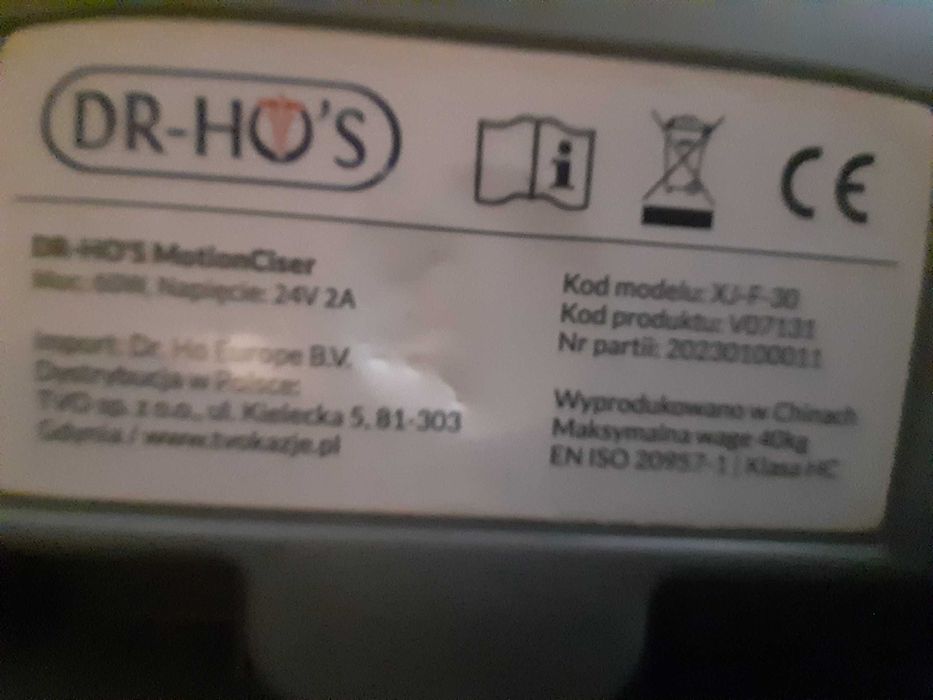 DR-HO'S
CE
DR-HO'S MotionCiser
Moc: 60W, Napięcie: 24V 2A
Import: Dr. Ho Europe B.V.
Dystrybucja w Polsce:
TVO sp. z o.o., ul. Kielecka 5, 81-303
Gdynia / www.tvokazje.pl
Kod modelu: XJ-F-30
Kod produktu: V07131
Nr partii: 20230100011
Wyprodukowano w Chinach
Maksymalna waga 40kg
EN ISO 20957-1 | Klasa HC